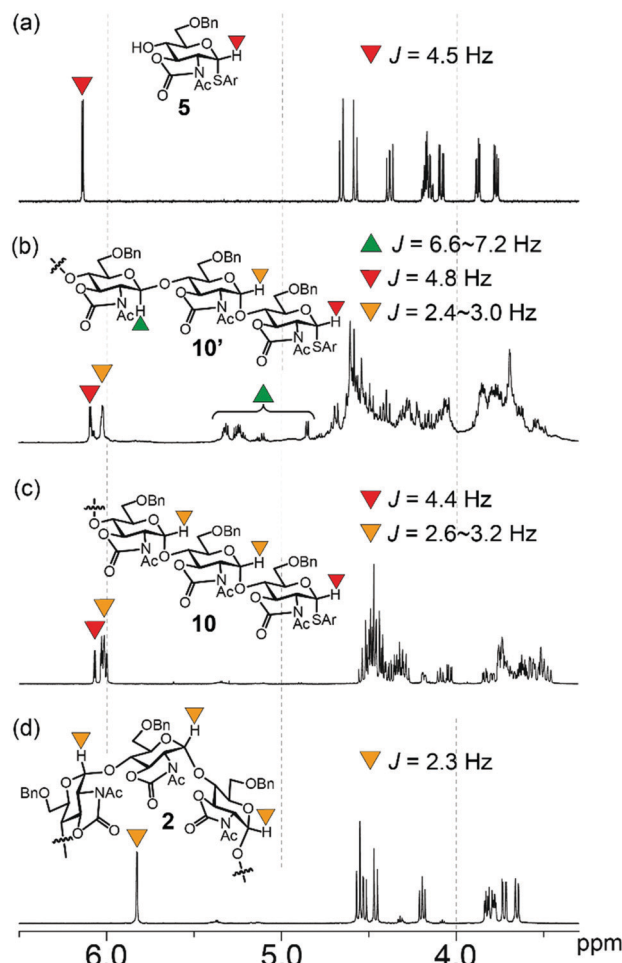 (a)
OBn
HO
O
H
O
N
O
Ac
SAr
5
J = 4.5 Hz
(b)
OBn
O
O
OBn
O
O
H
OBn
O
N
Ac
H
O
O
O
N
Ac
O
H
O
O
N
O
Ac
SAr
10’
J = 6.6~7.2 Hz
J = 4.8 Hz
J = 2.4~3.0 Hz
(c)
OBn
O
O
H
OBn
O
N
Ac
O
O
H
O
OBn
O
N
Ac
O
O
H
O
O
N
O
Ac
SAr
10
J = 4.4 Hz
J = 2.6~3.2 Hz
(d)
H
OBn
H
O
O
BnO
O
NAc
O
N
Ac
O
OBn
O
O
O
O
O
N
Ac
H
O
2
J = 2.3 Hz
6.0
5.0
4.0
ppm